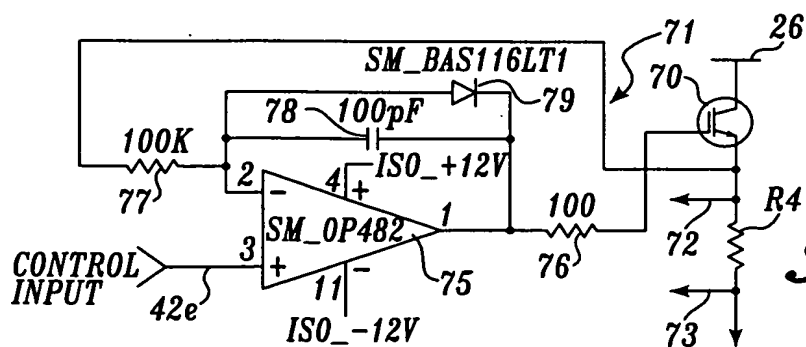 71
26
SM_BAS116LT1
70
78
100pF
79
100K
ISO_+12V
2
-
4
+
77
SM_OP482
1
100
72
R4
CONTROL
INPUT
3
+
-
75
76
42e
11
73
ISO_-12V